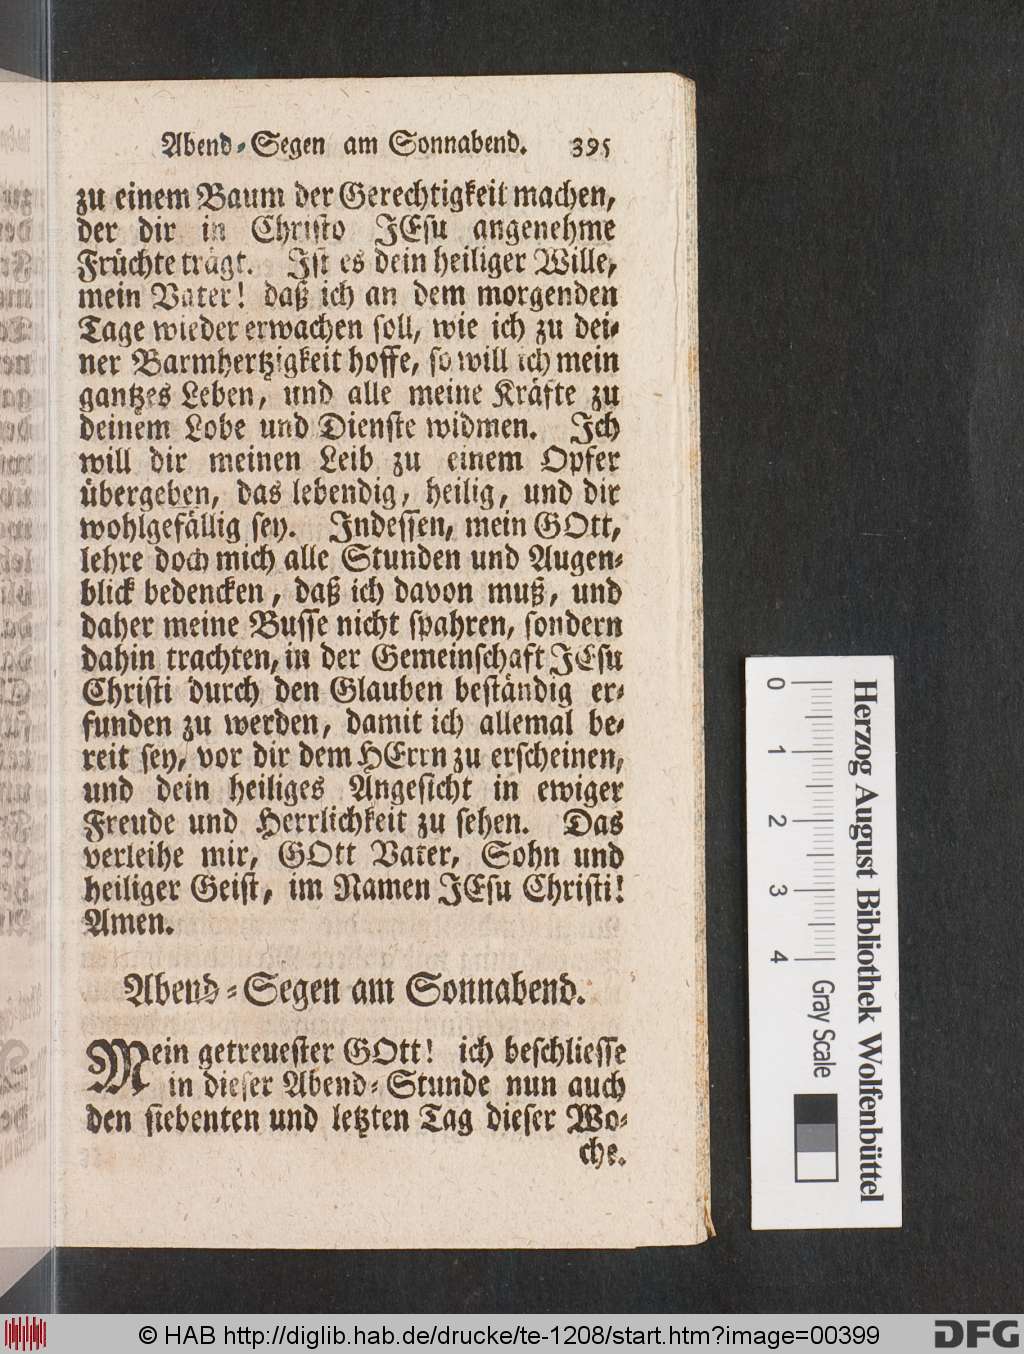 Abend-Segen am Sonnabend. 395
zu einem Baum der Gerechtigkeit machen,
der dir in Christo JEsu angenehme
Früchte trägt. Ist es dein heiliger Wille,
mein Vater! daß ich an dem morgenden
Tage wieder erwachen soll, wie ich zu dei-
ner Barmhertzigkeit hoffe, so will ich mein
gantzes Leben, und alle meine Kräfte zu
deinem Lobe und Dienste widmen. Ich
will dir meinen Leib zu einem Opfer
übergeben, das lebendig, heilig, und dir
wohlgefällig sey. Indessen, mein GOtt,
lehre doch mich alle Stunden und Augen-
blick bedencken, daß ich davon muß, und
daher meine Busse nicht spahren, sondern
dahin trachten, in der Gemeinschaft JEsu
Christi durch den Glauben beständig er-
funden zu werden, damit ich allemal be-
reit sey, vor dir dem HErrn zu erscheinen,
und dein heiliges Angesicht in ewiger
Freude und Herrlichkeit zu sehen. Das
verleihe mir, GOtt Vater, Sohn und
heiliger Geist, im Namen JEsu Christi!
Amen.
Abend-Segen am Sonnabend.
Mein getreuester GOtt! ich beschliesse
in dieser Abend-Stunde nun auch
den siebenten und letzten Tag dieser Wo-
che.
0 1 2 3 4
Herzog August Bibliothek Wolfenbüttel
Gray Scale
© HAB http://diglib.hab.de/drucke/te-1208/start.htm?image=00399
DFG